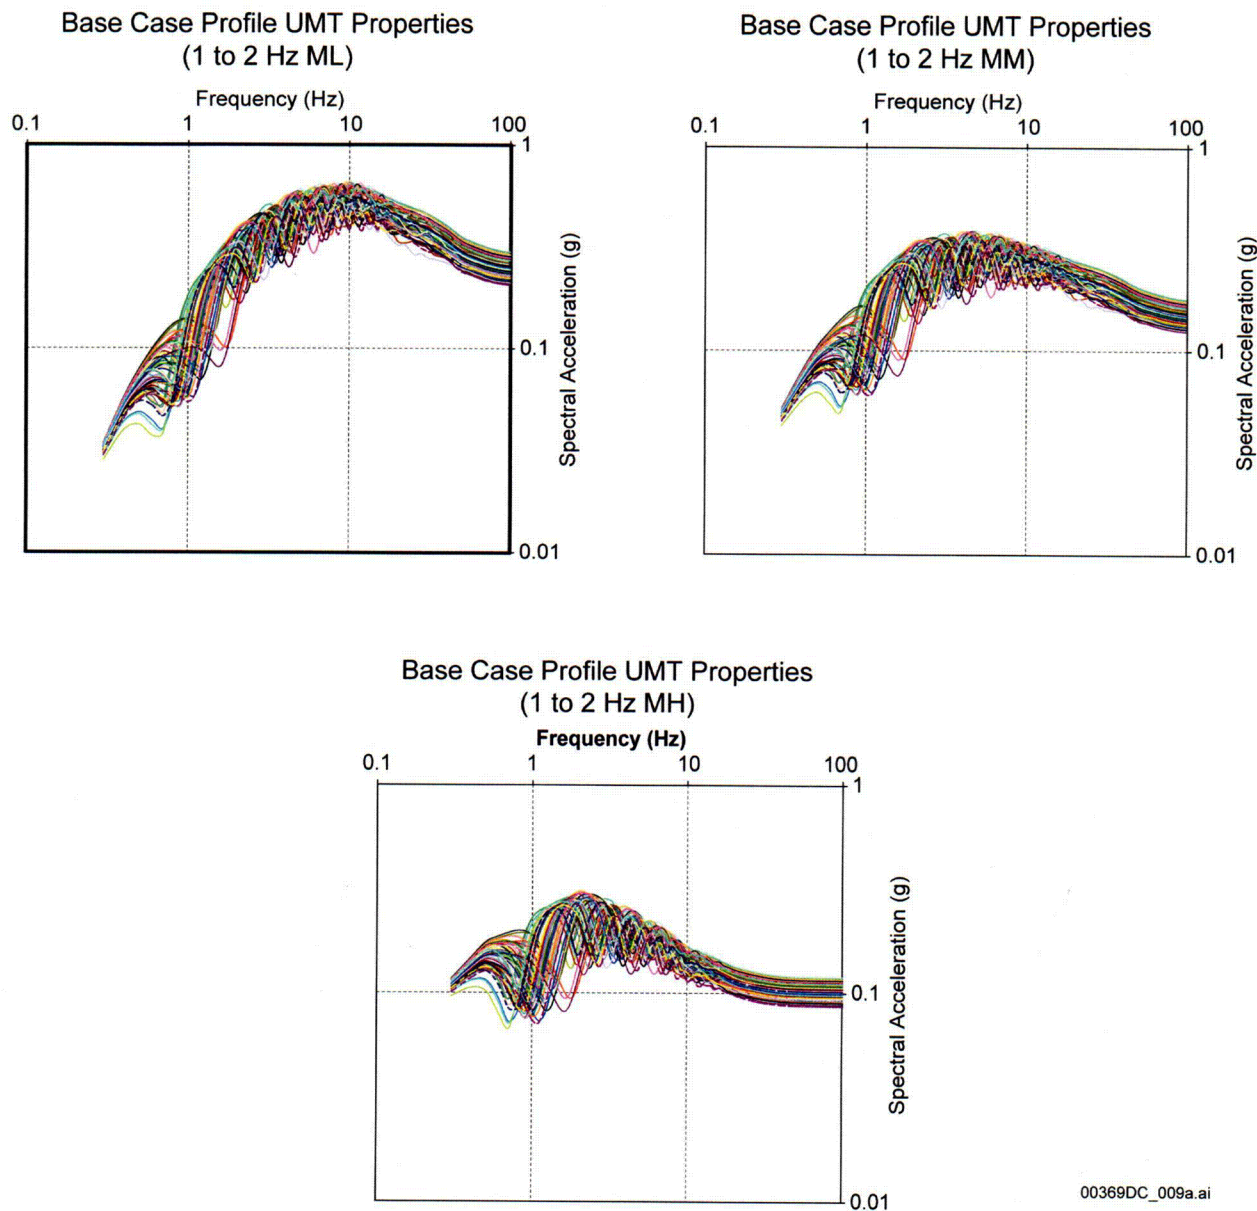 Base Case Profile UMT Properties
(1 to 2 Hz ML)
Frequency (Hz)
0.1 1 10 100
1
0.1
0.01
Spectral Acceleration (g)
Base Case Profile UMT Properties
(1 to 2 Hz MM)
Frequency (Hz)
0.1 1 10 100
1
0.1
0.01
Spectral Acceleration (g)
Base Case Profile UMT Properties
(1 to 2 Hz MH)
Frequency (Hz)
0.1 1 10 100
1
0.1
0.01
Spectral Acceleration (g)
00369DC_009a.ai